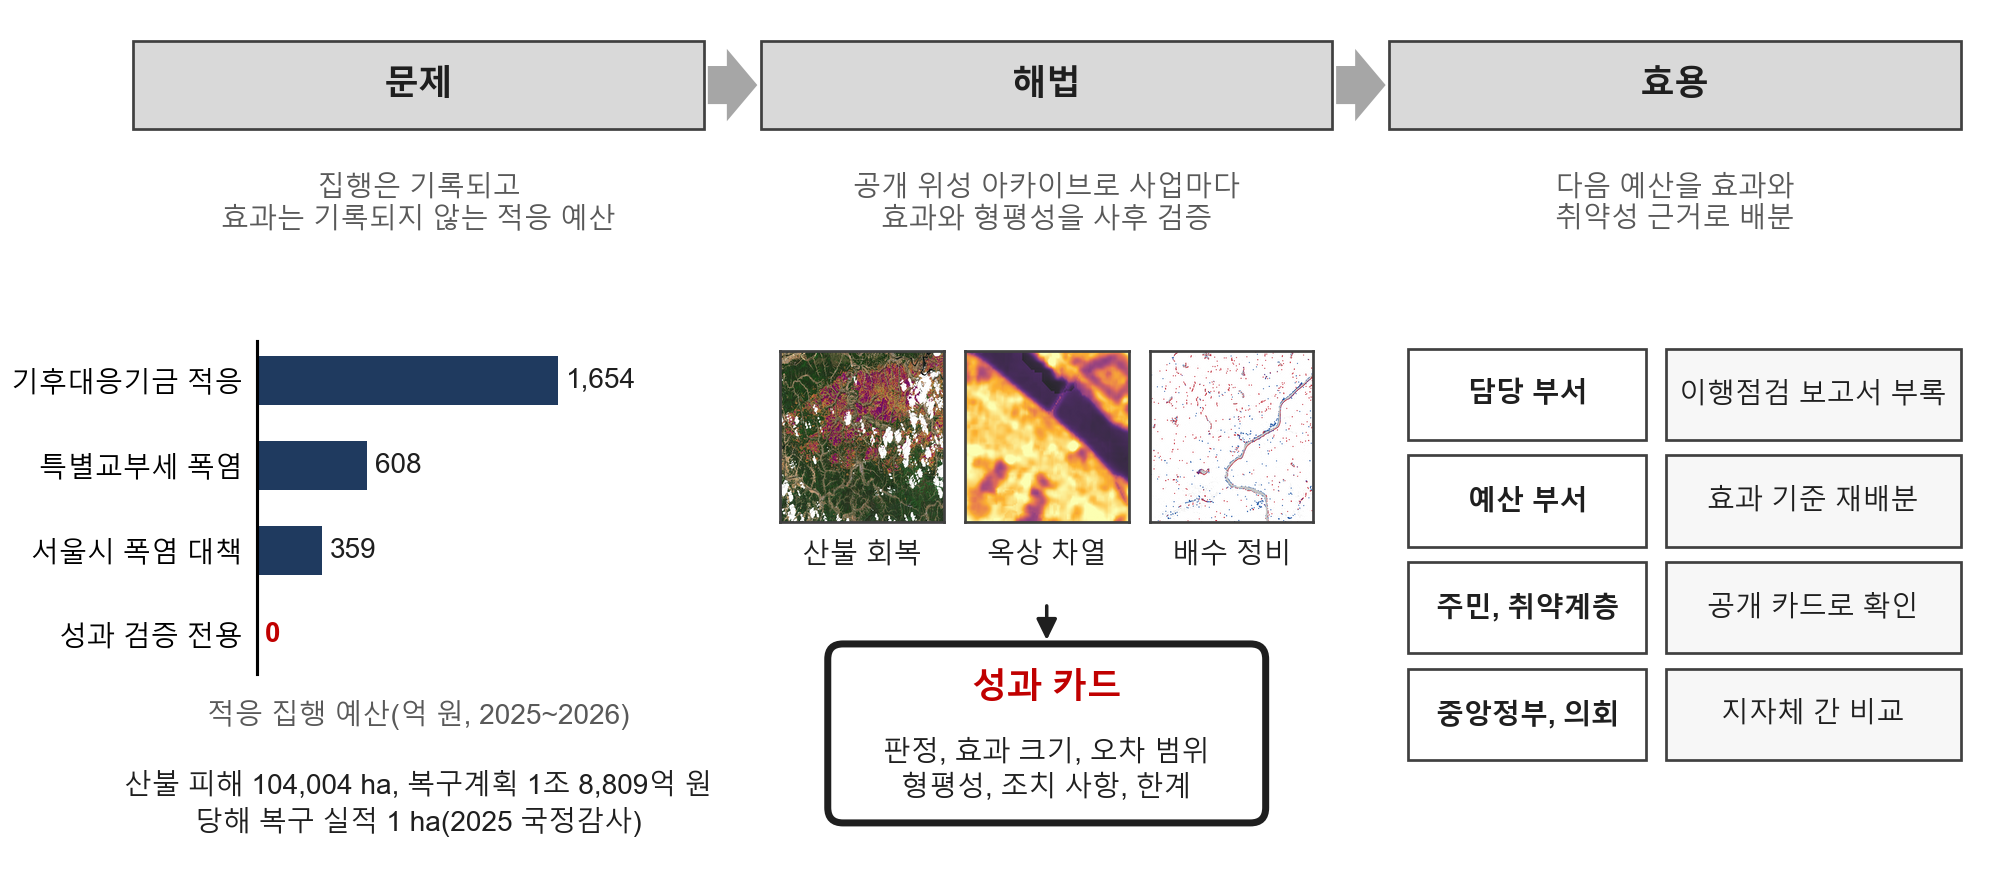 문제
해법
효용
집행은 기록되고
효과는 기록되지 않는 적응 예산
공개 위성 아카이브로 사업마다
효과와 형평성을 사후 검증
다음 예산을 효과와
취약성 근거로 배분
기후대응기금 적응 1,654
특별교부세 폭염 608
서울시 폭염 대책 359
성과 검증 전용 0
적응 집행 예산(억 원, 2025~2026)
산불 피해 104,004 ha, 복구계획 1조 8,809억 원
당해 복구 실적 1 ha(2025 국정감사)
산불 회복
옥상 차열
배수 정비
성과 카드
판정, 효과 크기, 오차 범위
형평성, 조치 사항, 한계
담당 부서
이행점검 보고서 부록
예산 부서
효과 기준 재배분
주민, 취약계층
공개 카드로 확인
중앙정부, 의회
지자체 간 비교